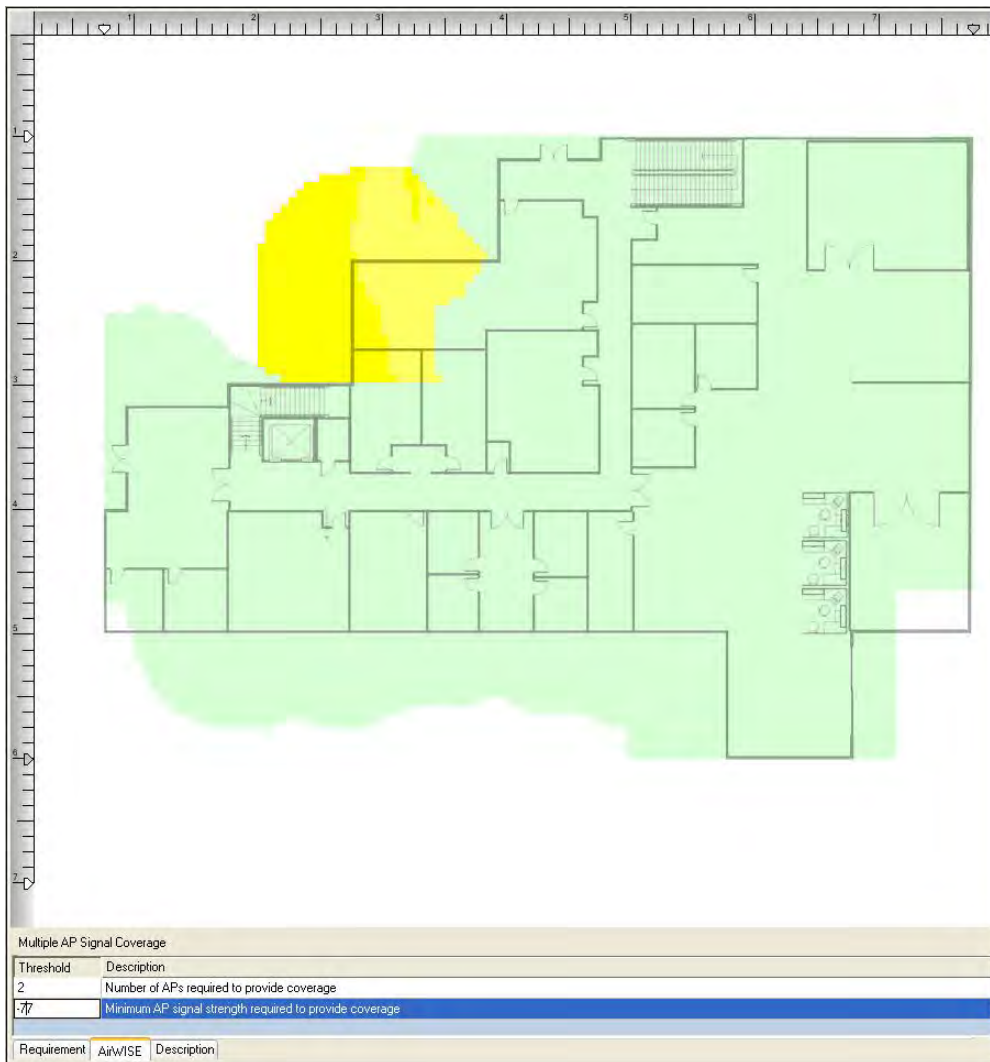 1 3 4 5 6 7
1
2
3
4
5
6
7
Multiple AP Signal Coverage
Threshold Description
2 Number of APs required to provide coverage
-77 Minimum AP signal strength required to provide coverage
Requirement AirWISE Description